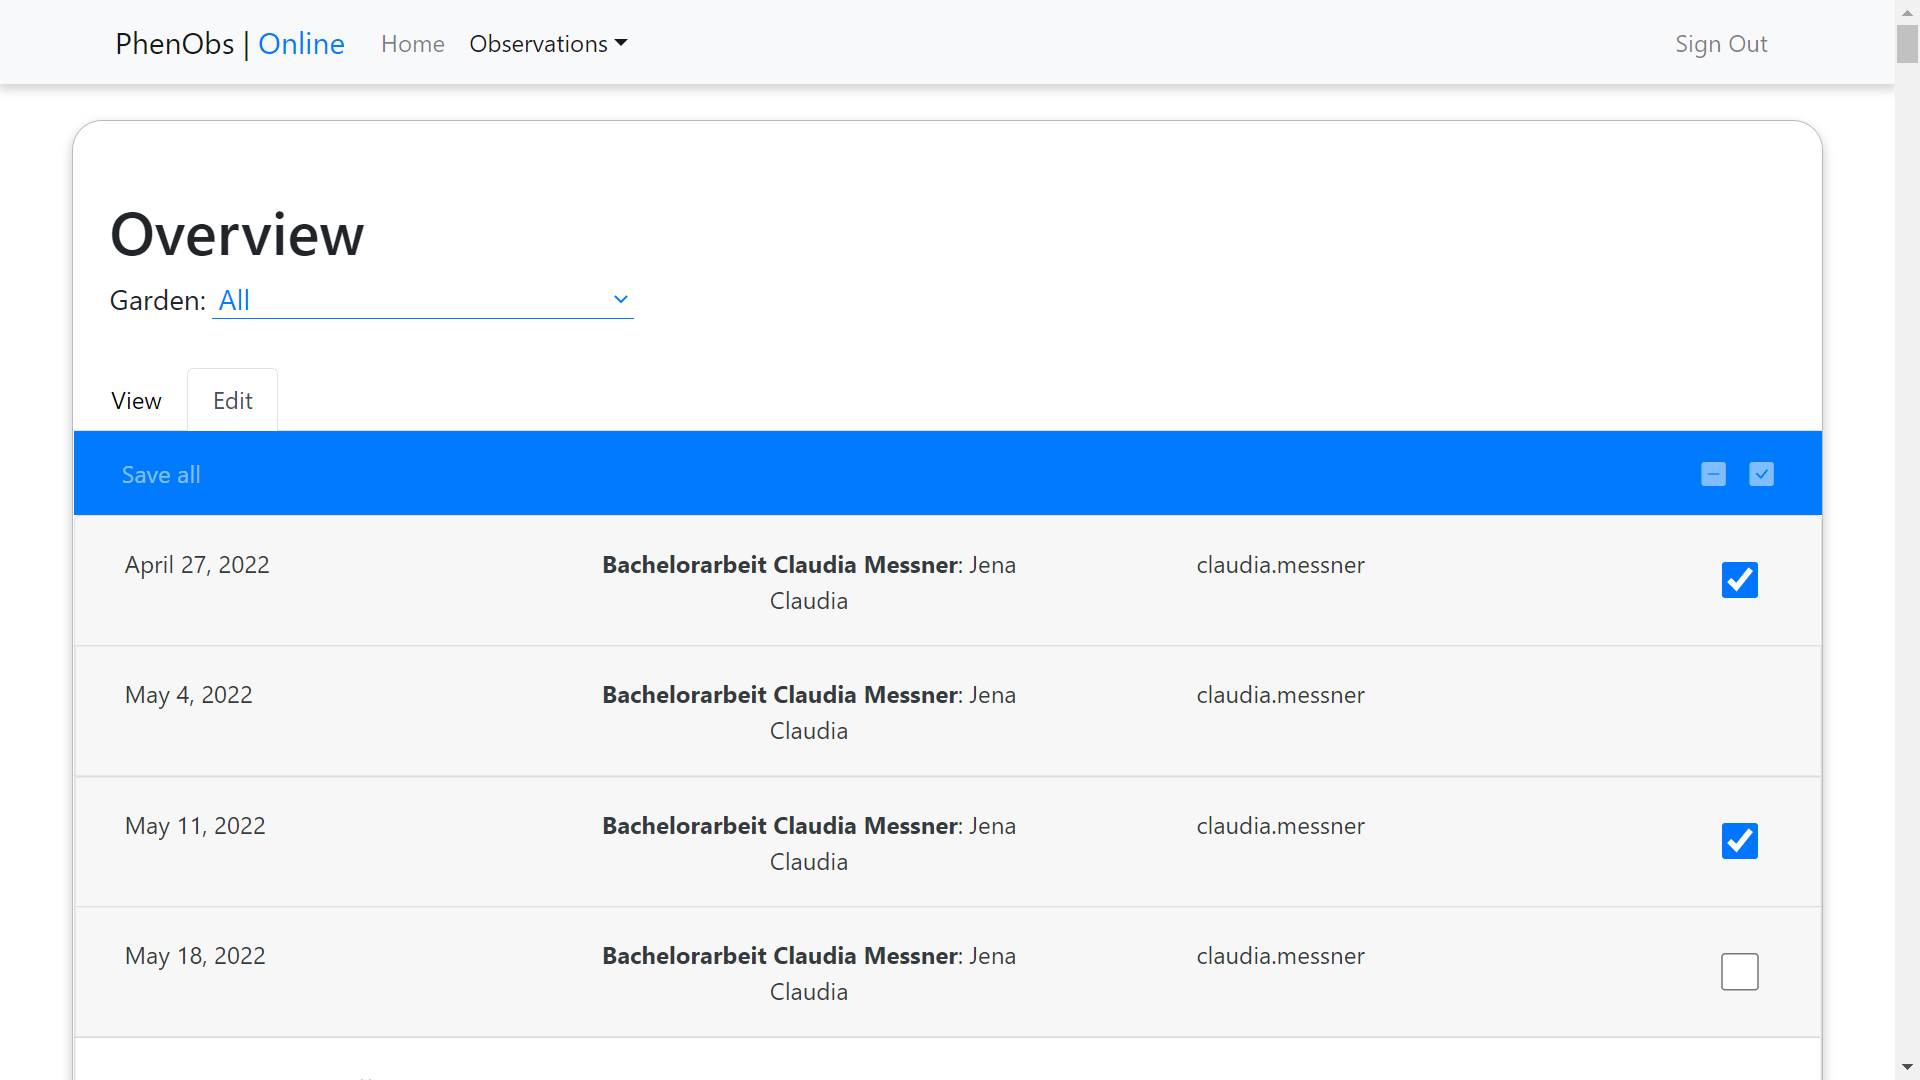 PhenObs | Online Home Observations Sign Out
Overview
Garden: All
View Edit
Save all
April 27, 2022 Bachelorarbeit Claudia Messner: Jena claudia.messner
Claudia
May 4, 2022 Bachelorarbeit Claudia Messner: Jena claudia.messner
Claudia
May 11, 2022 Bachelorarbeit Claudia Messner: Jena claudia.messner
Claudia
May 18, 2022 Bachelorarbeit Claudia Messner: Jena claudia.messner
Claudia